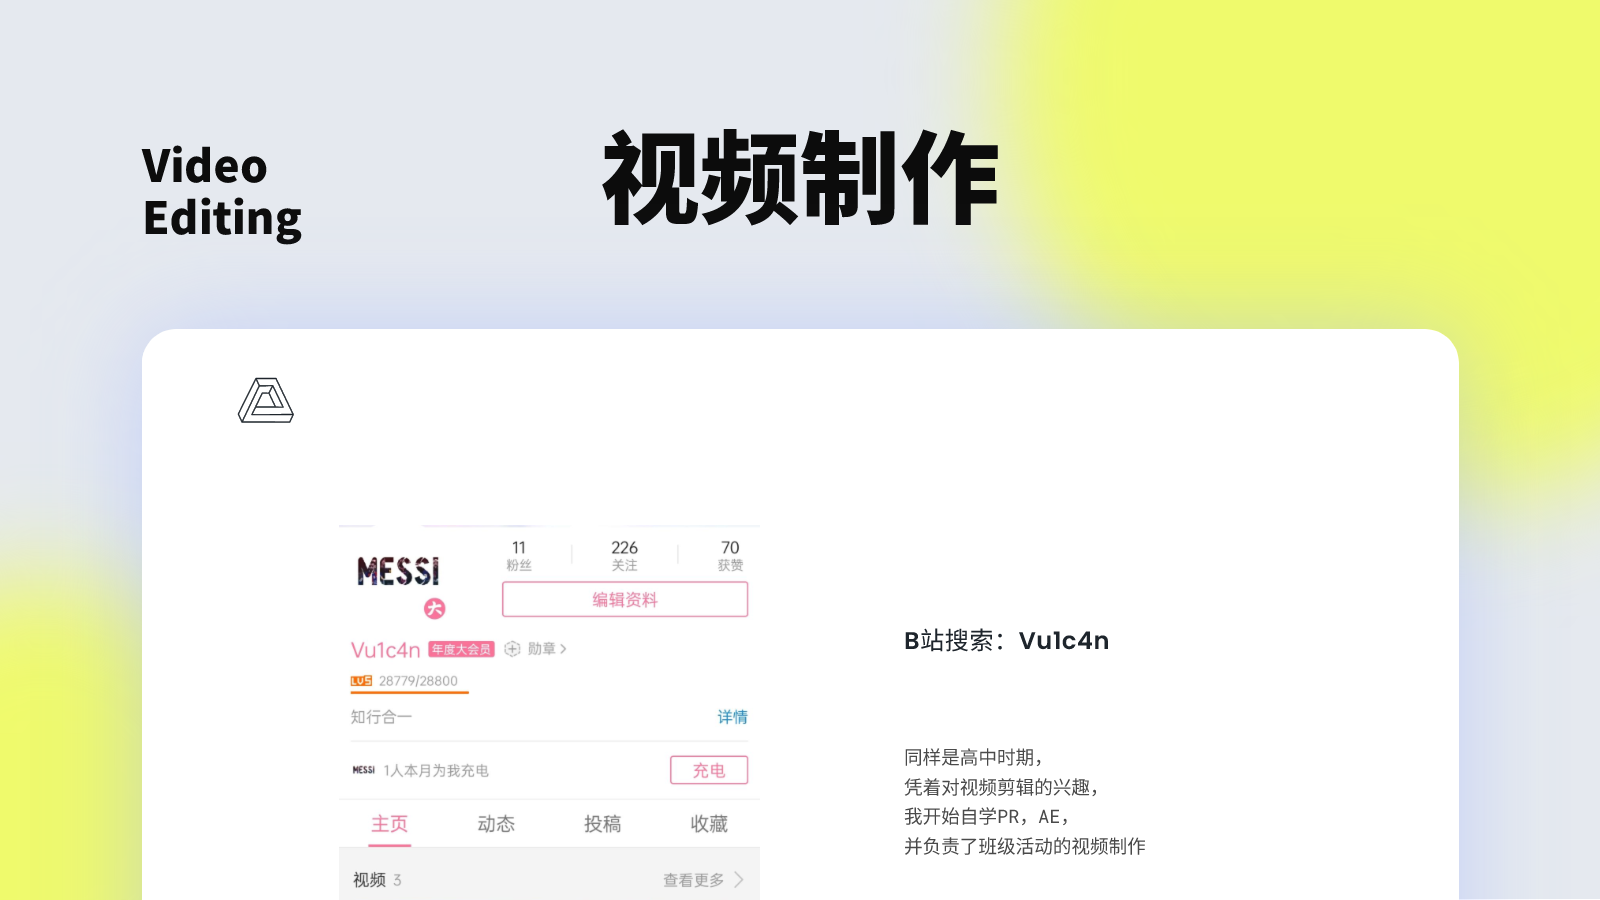 Video
Editing
视频制作
MESSI
大
11
226
70
粉丝
关注
获赞
编辑资料
Vu1c4n 年度大会员 勋章
LV5 28779/28800
知行合一
详情
MESSI 1人本月为我充电
充电
主页
动态
投稿
收藏
视频 3
查看更多
B站搜索：Vu1c4n
同样是高中时期，
凭着对视频剪辑的兴趣，
我开始自学PR，AE，
并负责了班级活动的视频制作